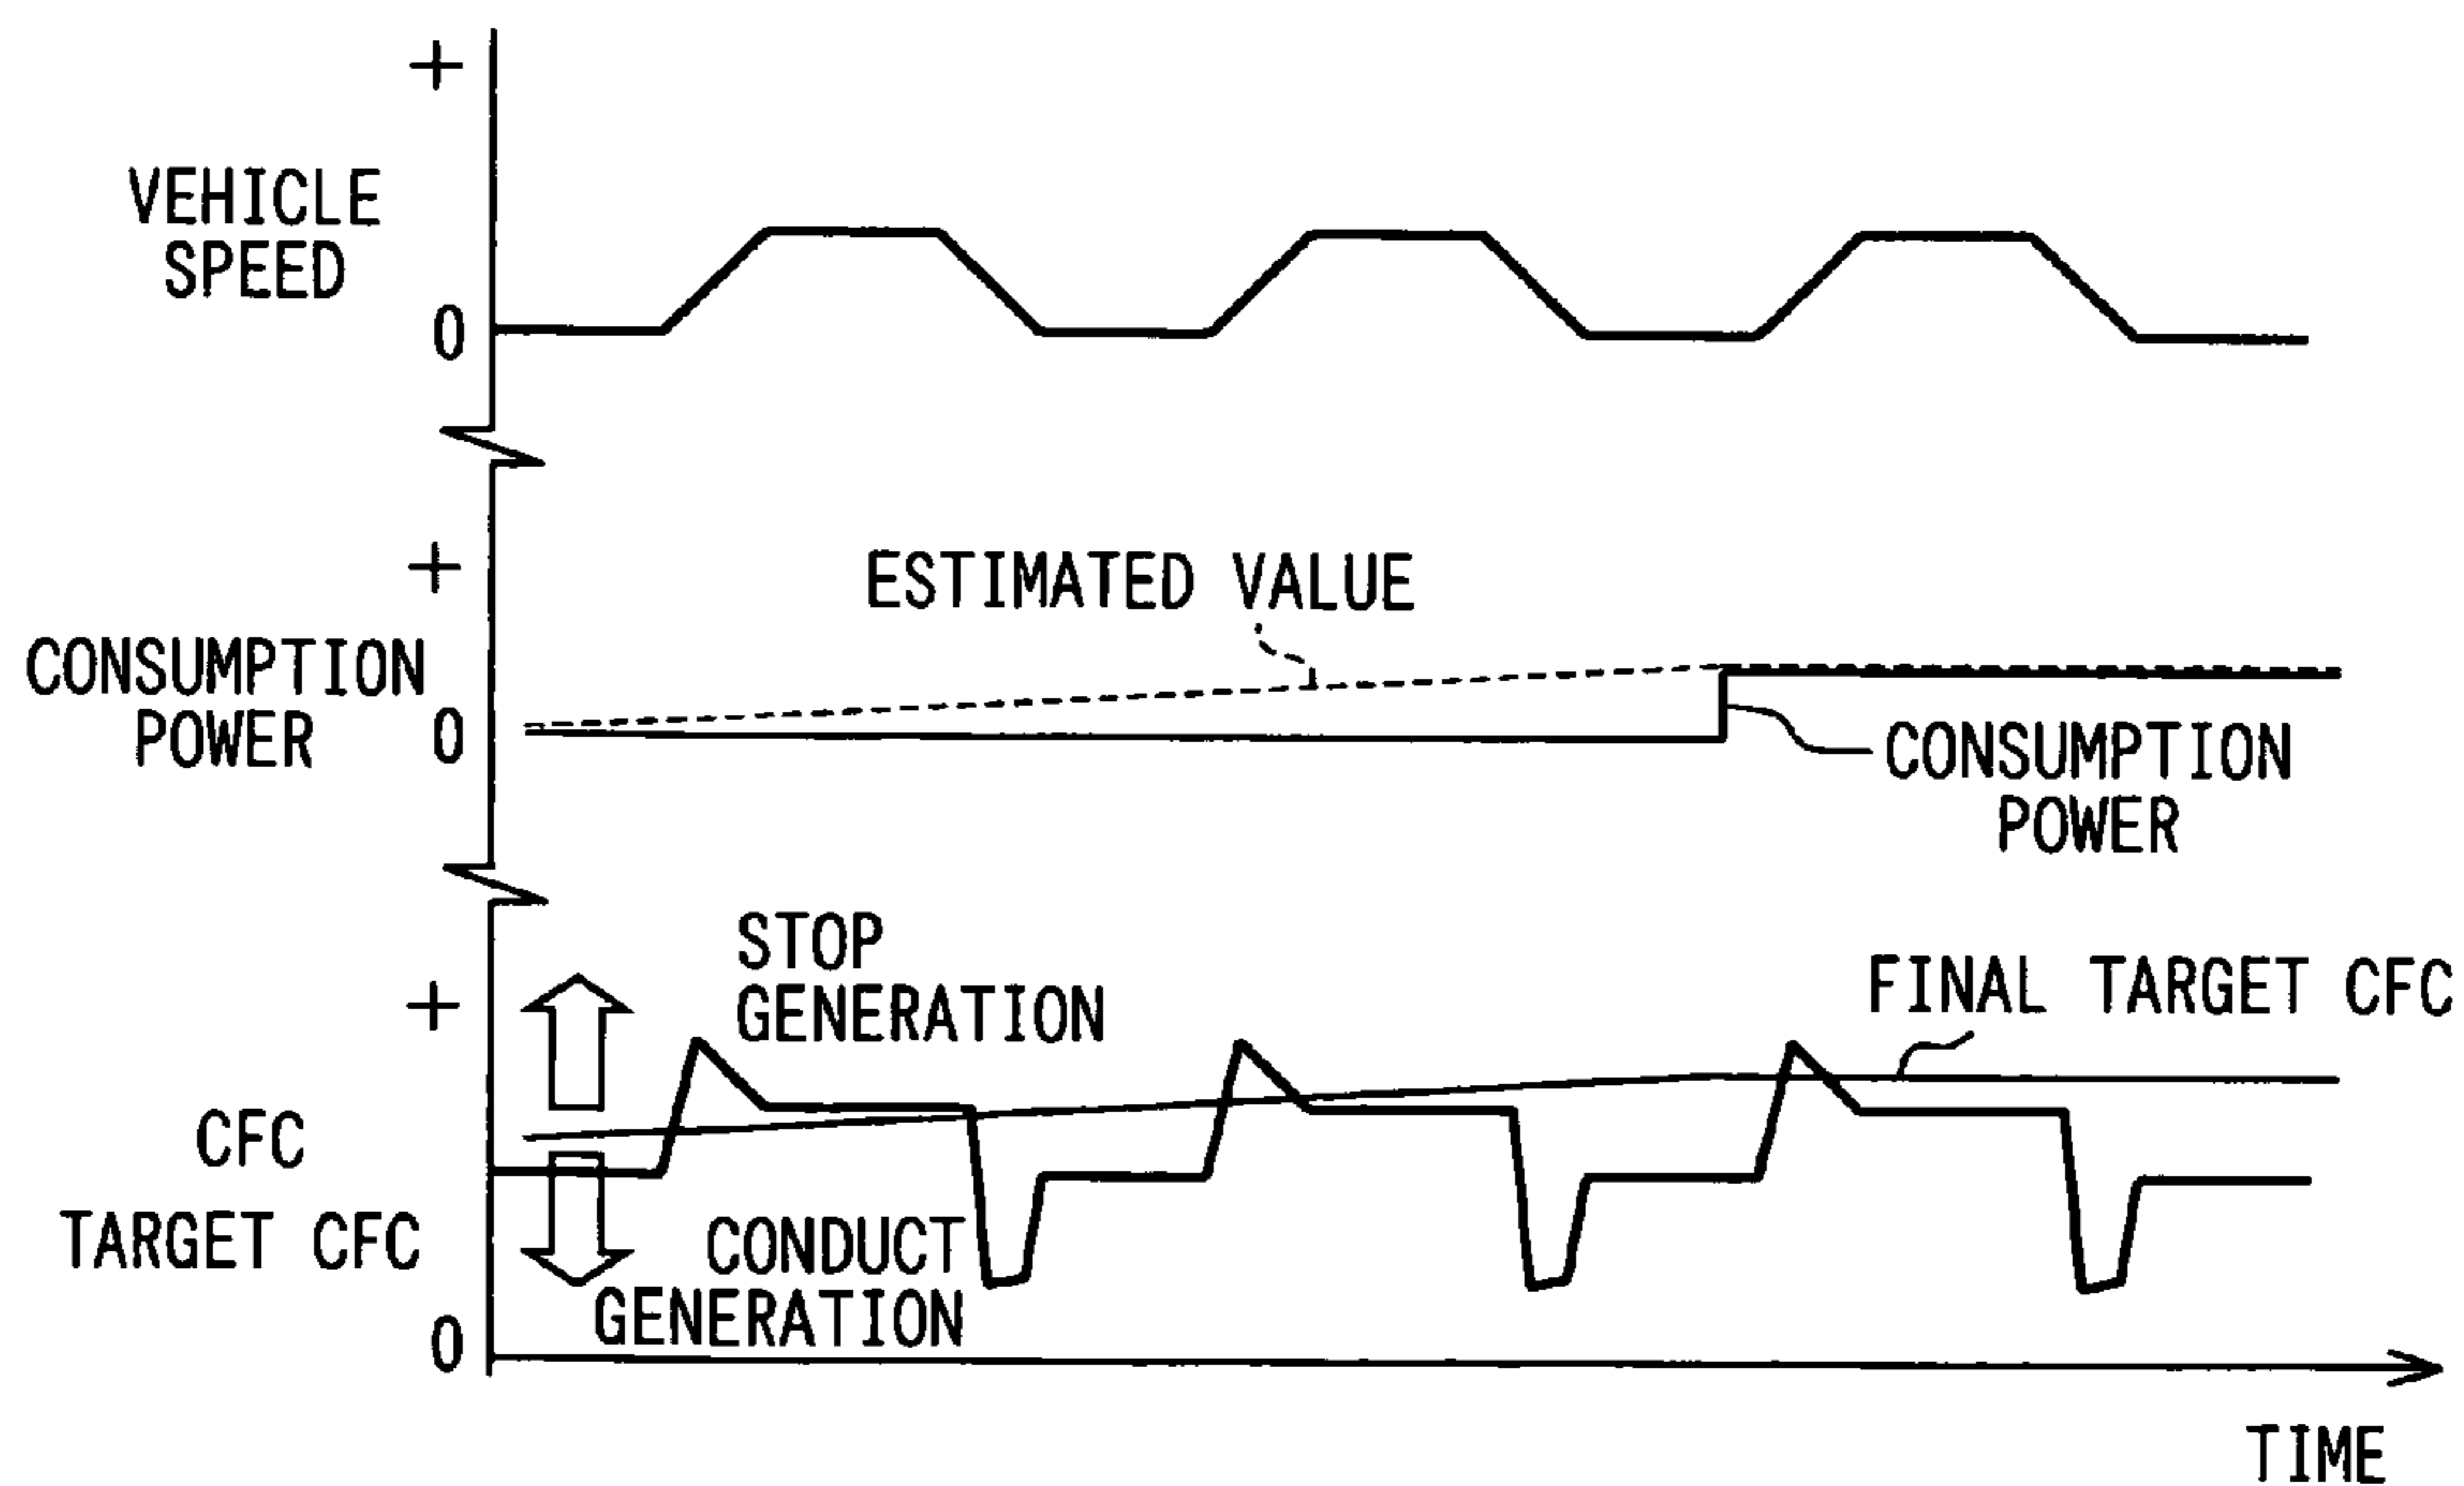 +
VEHICLE
SPEED
0
+
ESTIMATED VALUE
CONSUMPTION
POWER
0
CONSUMPTION
POWER
STOP
GENERATION
+
FINAL TARGET CFC
CFC
TARGET CFC
CONDUCT
GENERATION
0
TIME